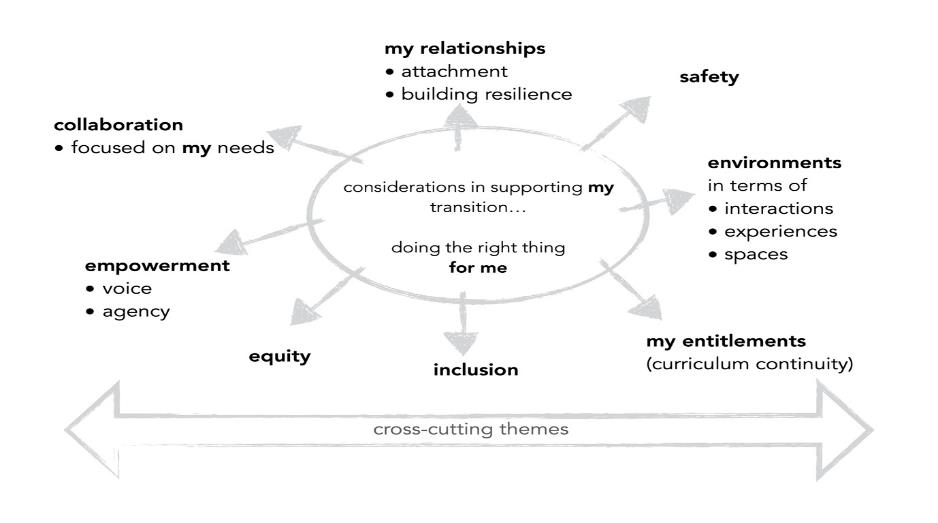 my relationships
• attachment
• building resilience
safety
collaboration
• focused on my needs
environments
in terms of
• interactions
• experiences
• spaces
considerations in supporting my
transition…
doing the right thing
for me
empowerment
• voice
• agency
equity
inclusion
my entitlements
(curriculum continuity)
cross-cutting themes